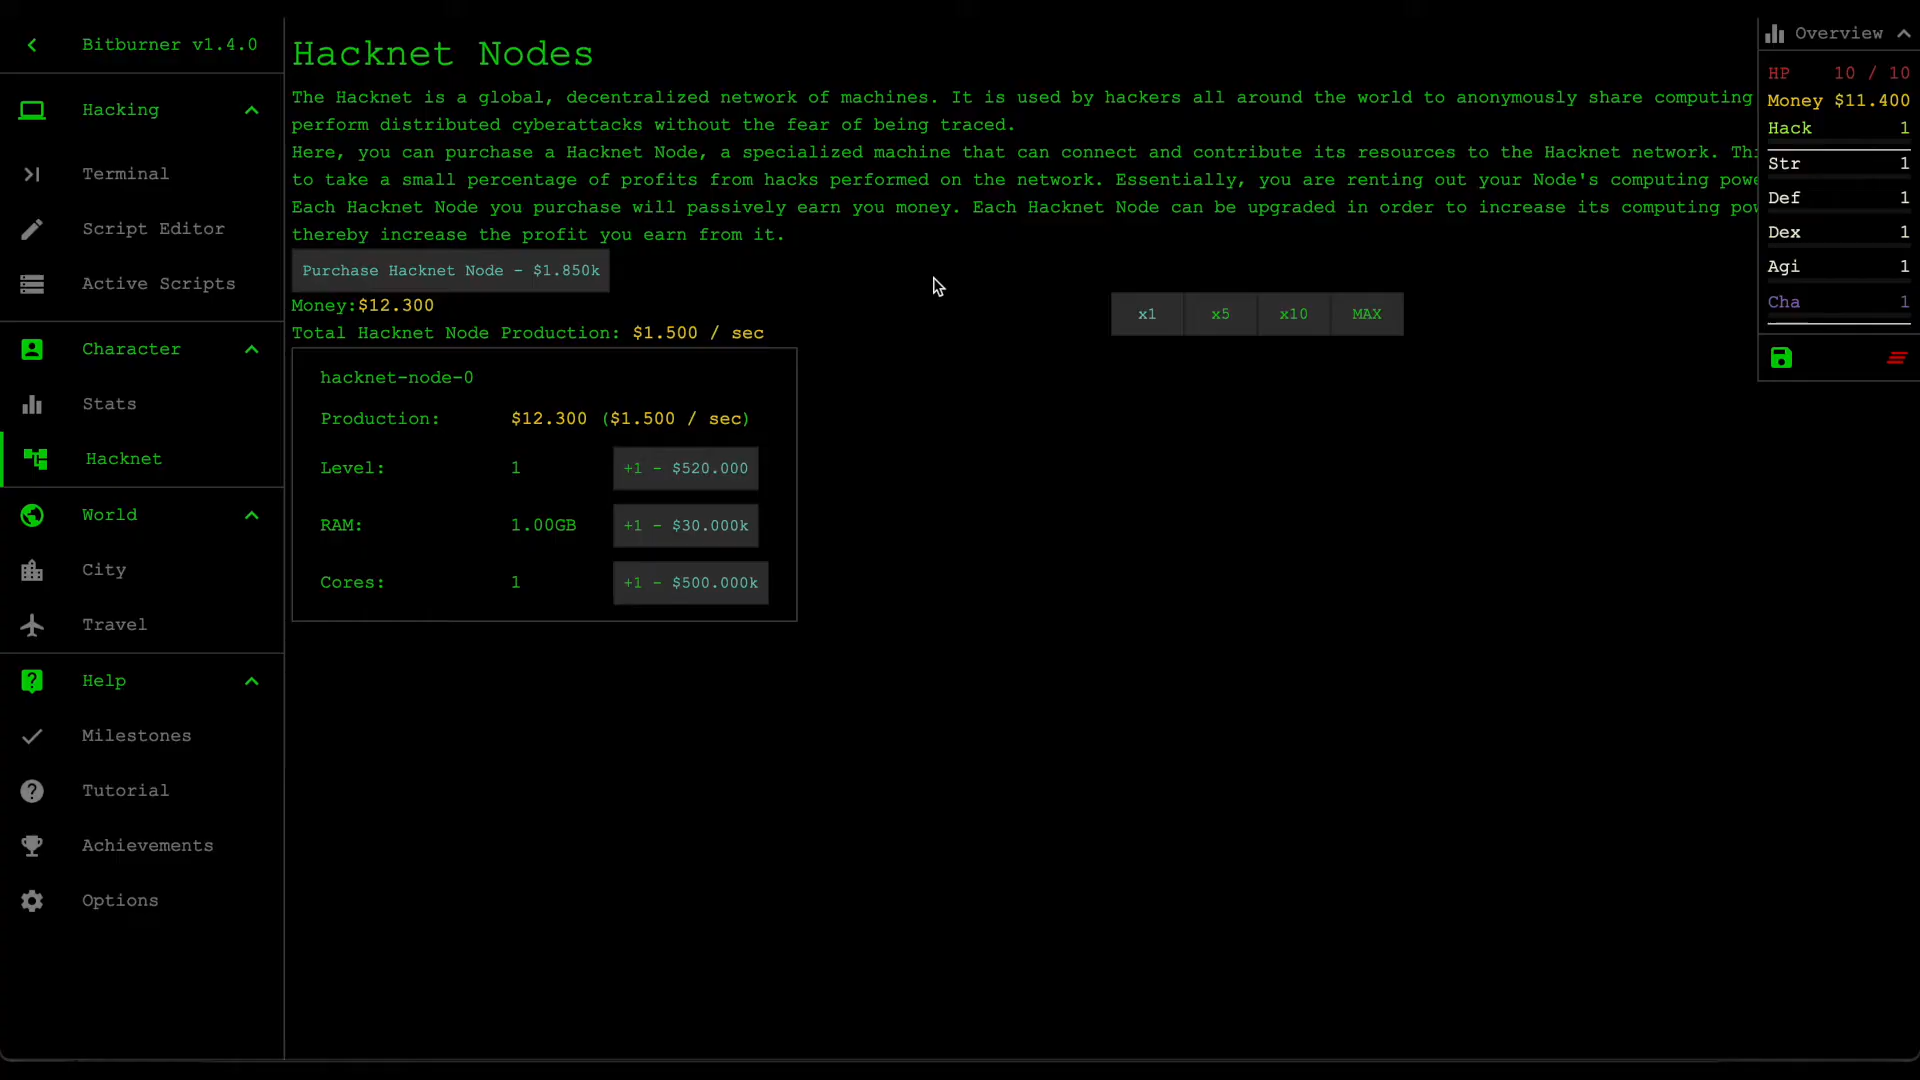 Bitburner v1.4.0
Hacking
Terminal
Script Editor
Active Scripts
Character
Stats
Hacknet
World
City
Travel
Help
Milestones
Tutorial
Achievements
Options
Hacknet Nodes
The Hacknet is a global, decentralized network of machines. It is used by hackers all around the world to anonymously share computing
perform distributed cyberattacks without the fear of being traced.
Here, you can purchase a Hacknet Node, a specialized machine that can connect and contribute its resources to the Hacknet network.
to take a small percentage of profits from hacks performed on the network. Essentially, you are renting out your Node's computing
Each Hacknet Node you purchase will passively earn you money. Each Hacknet Node can be upgraded in order to increase its computing
thereby increase the profit you earn from it.
Purchase Hacknet Node - $1.850k
Money:$12.300
Total Hacknet Node Production: $1.500 / sec
x1 x5 x10 MAX
hacknet-node-0
Production: $12.300 ($1.500 / sec)
Level: 1 +1 - $520.000
RAM: 1.00GB +1 - $30.000k
Cores: 1 +1 - $500.000k
Overview
HP 10 / 10
Money $11.400
Hack 1
Str 1
Def 1
Dex 1
Agi 1
Cha 1